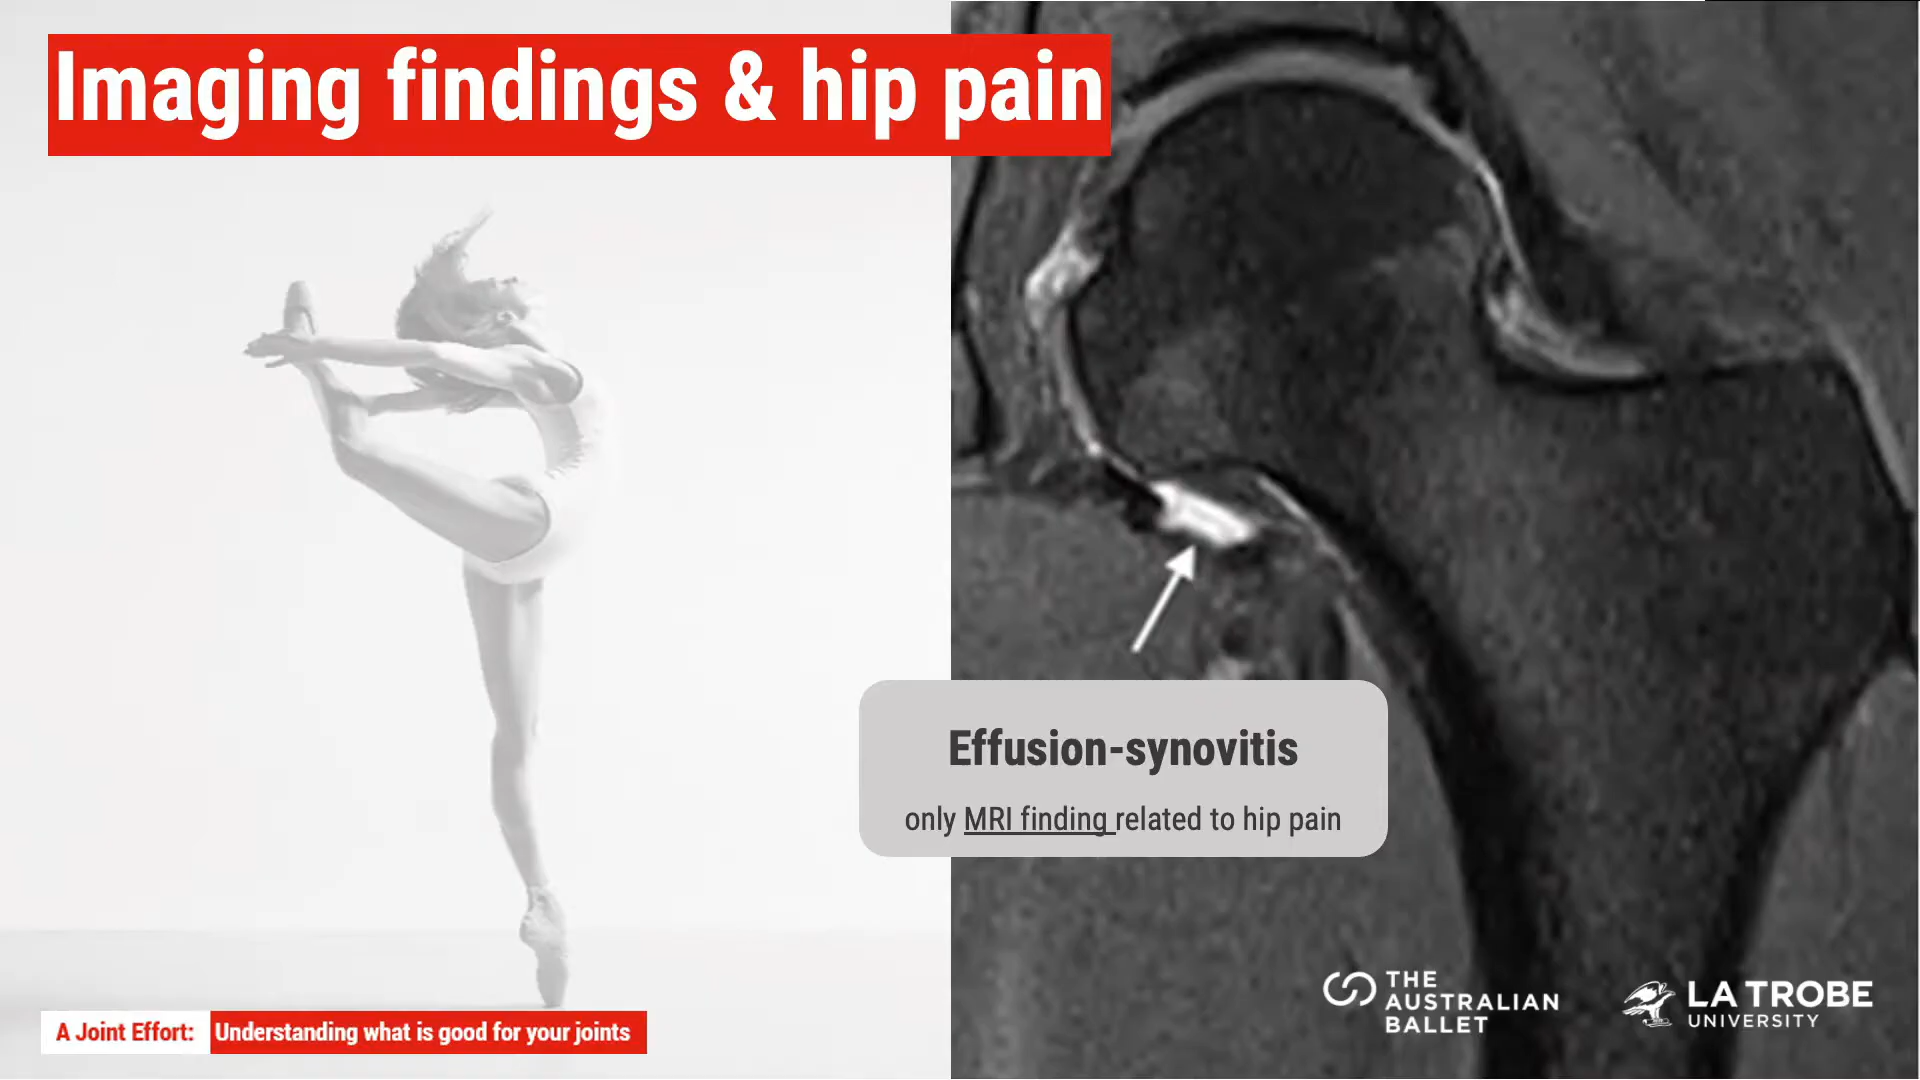 Imaging findings & hip pain
Effusion-synovitis
only MRI finding related to hip pain
A Joint Effort: Understanding what is good for your joints
THE
AUSTRALIAN
BALLET
LA TROBE
UNIVERSITY